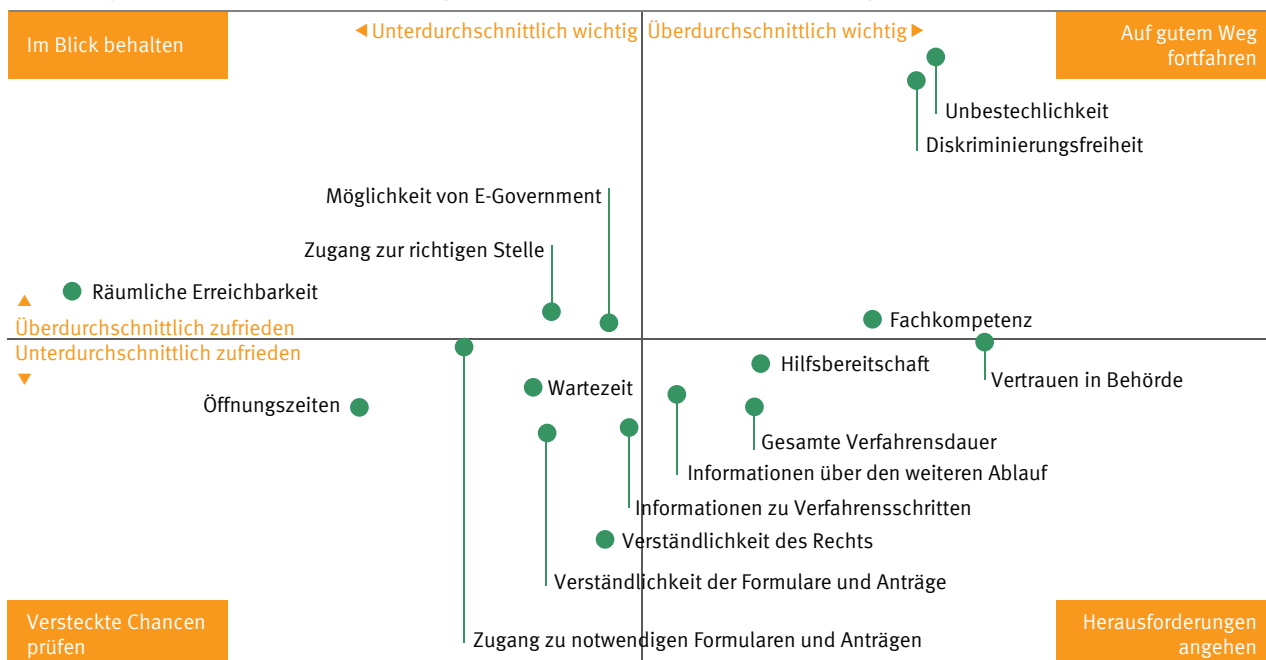 Im Blick behalten
◄ Unterdurchschnittlich wichtig
Überdurchschnittlich wichtig ►
Auf gutem Weg
fortfahren
Unbestechlichkeit
Diskriminierungsfreiheit
Möglichkeit von E-Government
Zugang zur richtigen Stelle
Räumliche Erreichbarkeit
▲
Überdurchschnittlich zufrieden
Unterdurchschnittlich zufrieden
▼
Fachkompetenz
Hilfsbereitschaft
Vertrauen in Behörde
Wartezeit
Öffnungszeiten
Gesamte Verfahrensdauer
Informationen über den weiteren Ablauf
Informationen zu Verfahrensschritten
Verständlichkeit des Rechts
Verständlichkeit der Formulare und Anträge
Zugang zu notwendigen Formularen und Anträgen
Versteckte Chancen
prüfen
Herausforderungen
angehen